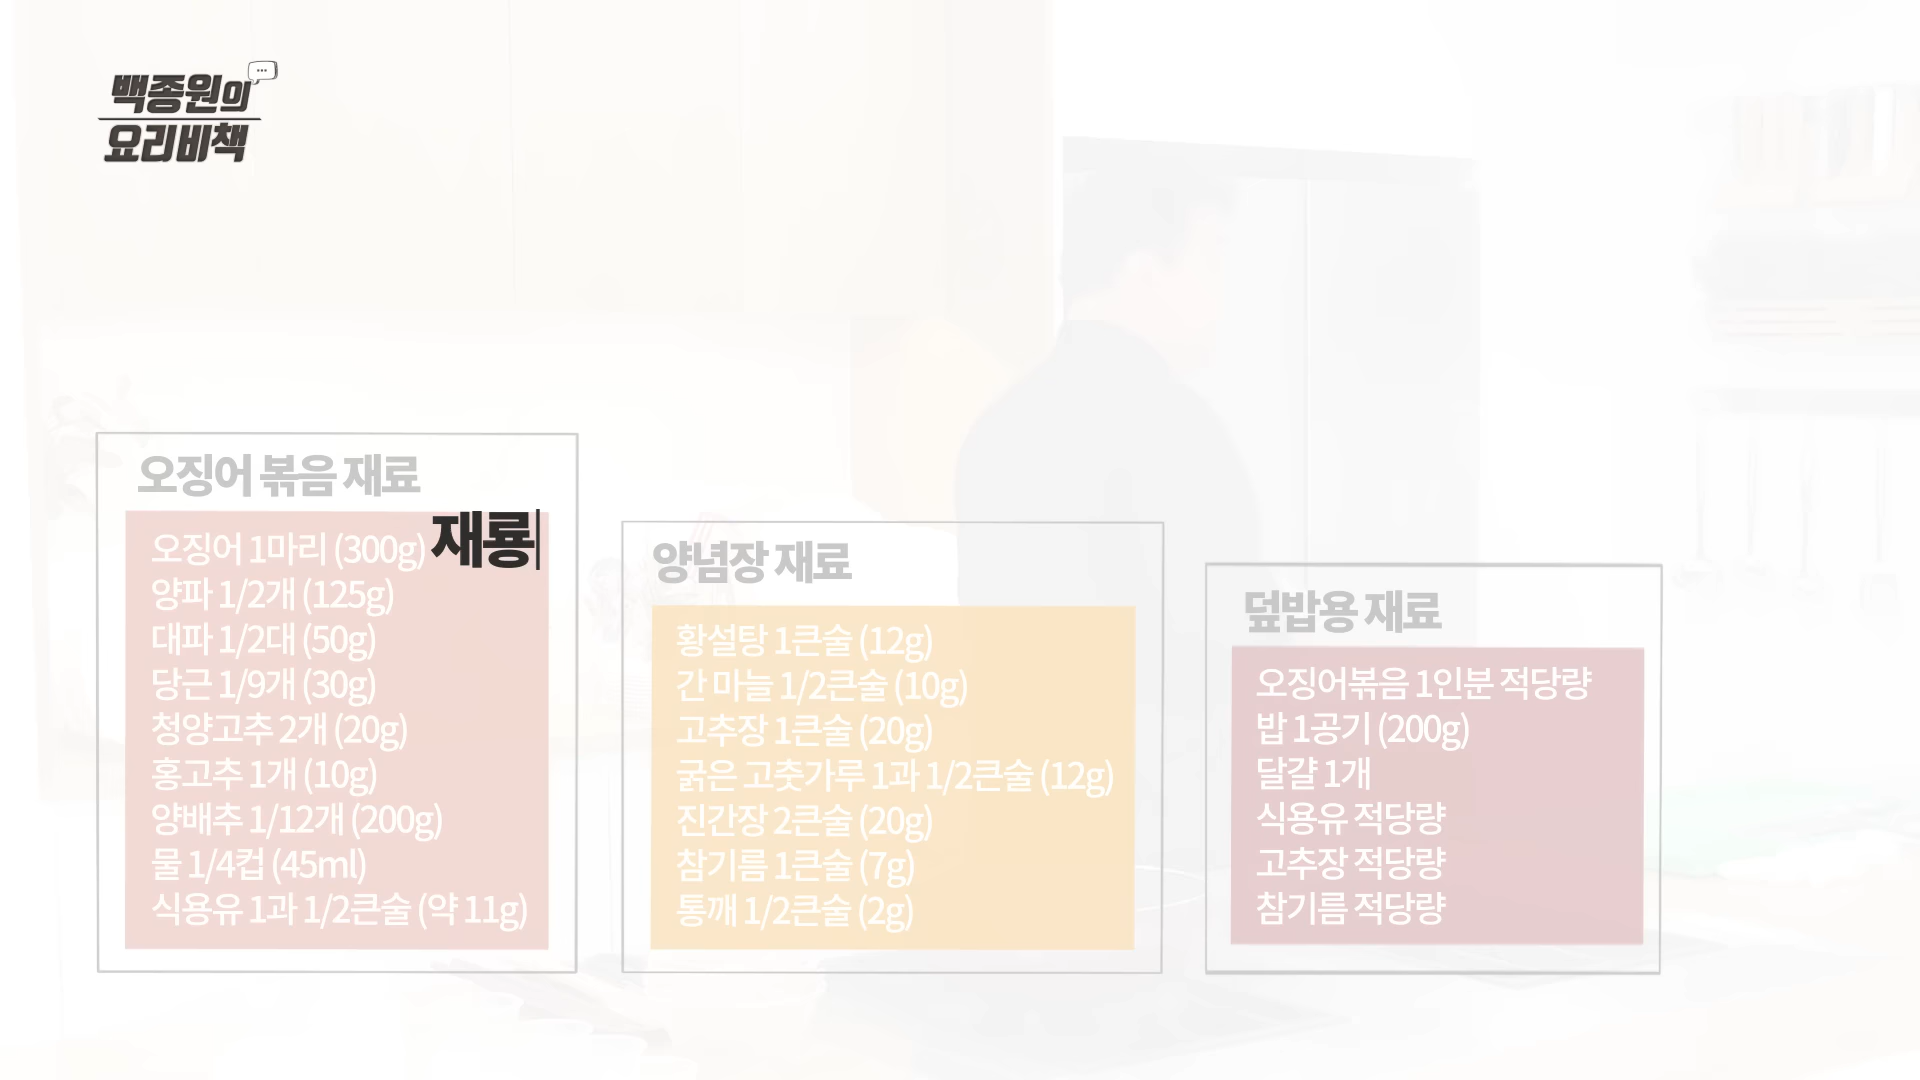 백종원의
요리비책
오징어 볶음 재료
재룡
오징어 1마리 (300g)
양파 1/2개 (125g)
대파 1/2대 (50g)
당근 1/9개 (30g)
청양고추 2개 (20g)
홍고추 1개 (10g)
양배추 1/12개 (200g)
물 1/4컵 (45ml)
식용유 1과 1/2큰술 (약 11g)
양념장 재료
황설탕 1큰술 (12g)
간 마늘 1/2큰술 (10g)
고추장 1큰술 (20g)
굵은 고춧가루 1과 1/2큰술 (12g)
진간장 2큰술 (20g)
참기름 1큰술 (7g)
통깨 1/2큰술 (2g)
덮밥용 재료
오징어볶음 1인분 적당량
밥 1공기 (200g)
달걀 1개
식용유 적당량
고추장 적당량
참기름 적당량